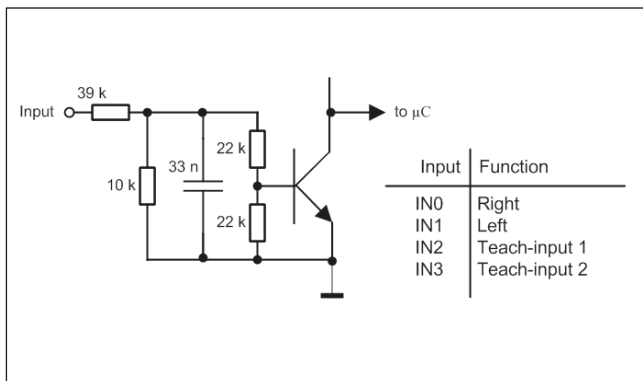 39 k
Input
to µC
22 k
33 n
10 k
22 k
Input Function
IN0 Right
IN1 Left
IN2 Teach-input 1
IN3 Teach-input 2